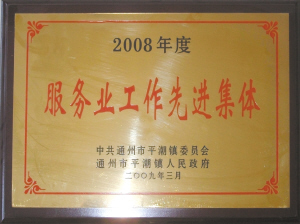 2008年度
服务业工作先进集体
中共通州市平潮镇委员会
通州市平潮镇人民政府
二〇〇九年三月